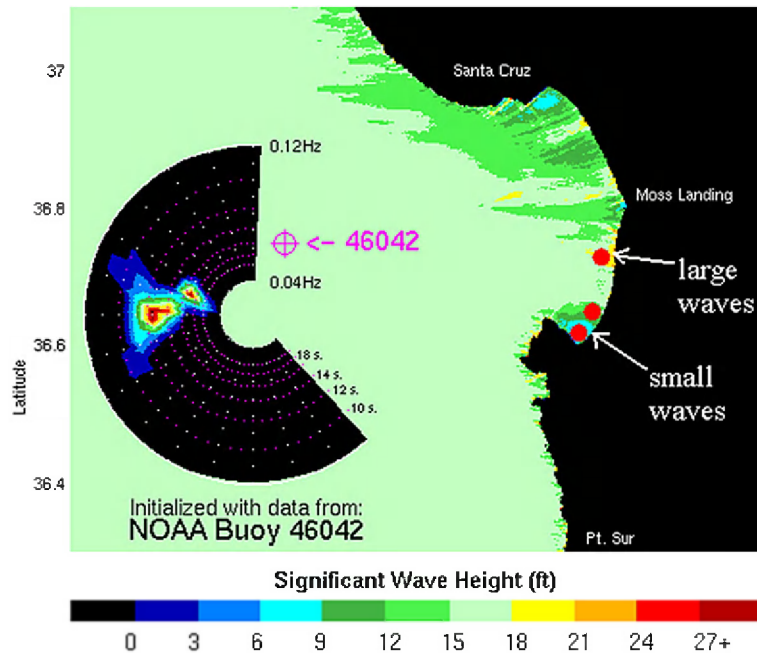 37
Santa Cruz
0.12Hz
36.8
Moss Landing
<- 46042
0.04Hz
large
waves
36.6
-18 s.
-14 s.
-12 s.
-10 s.
small
waves
Latitude
36.4
Initialized with data from:
NOAA Buoy 46042
Pt. Sur
Significant Wave Height (ft)
0 3 6 9 12 15 18 21 24 27+